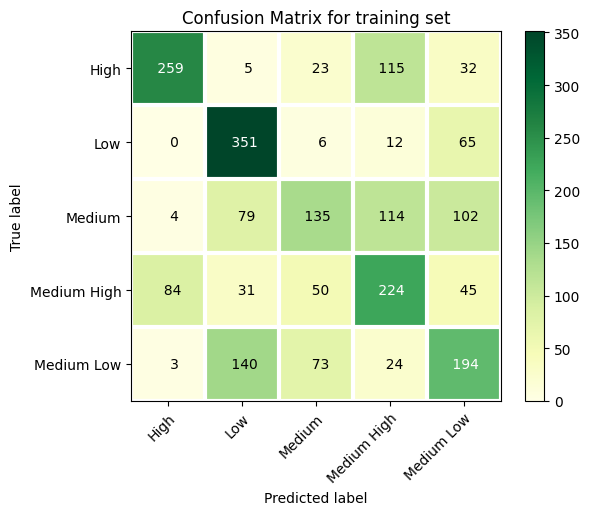 Confusion Matrix for training set
True label
High 259 5 23 115 32
Low 0 351 6 12 65
Medium 4 79 135 114 102
Medium High 84 31 50 224 45
Medium Low 3 140 73 24 194
High Low Medium Medium High Medium Low
Predicted label
350
300
250
200
150
100
50
0